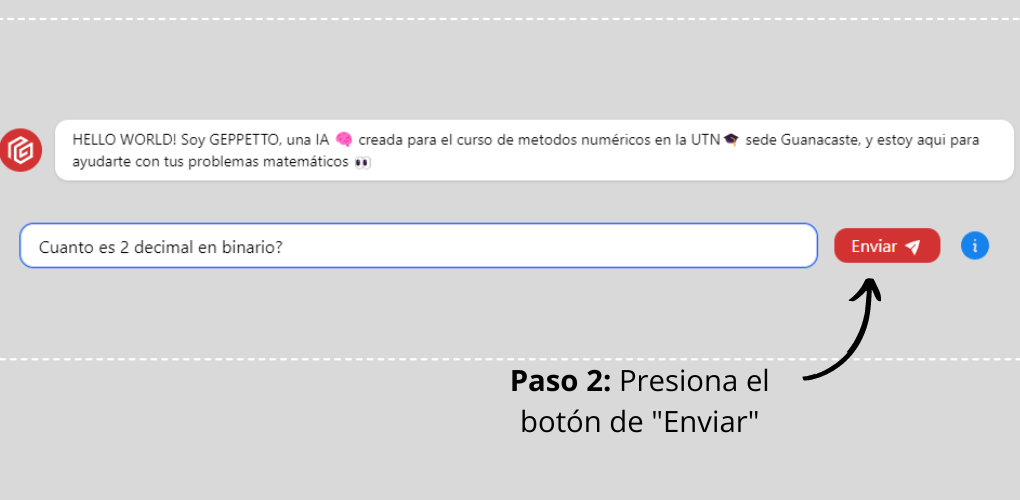 HELLO WORLD! Soy GEPPETTO, una IA 🧠 creada para el curso de metodos numéricos en la UTN🎓 sede Guanacaste, y estoy aqui para
ayudarte con tus problemas matemáticos 👀
Cuanto es 2 decimal en binario?
Enviar
i
Paso 2: Presiona el
botón de "Enviar"